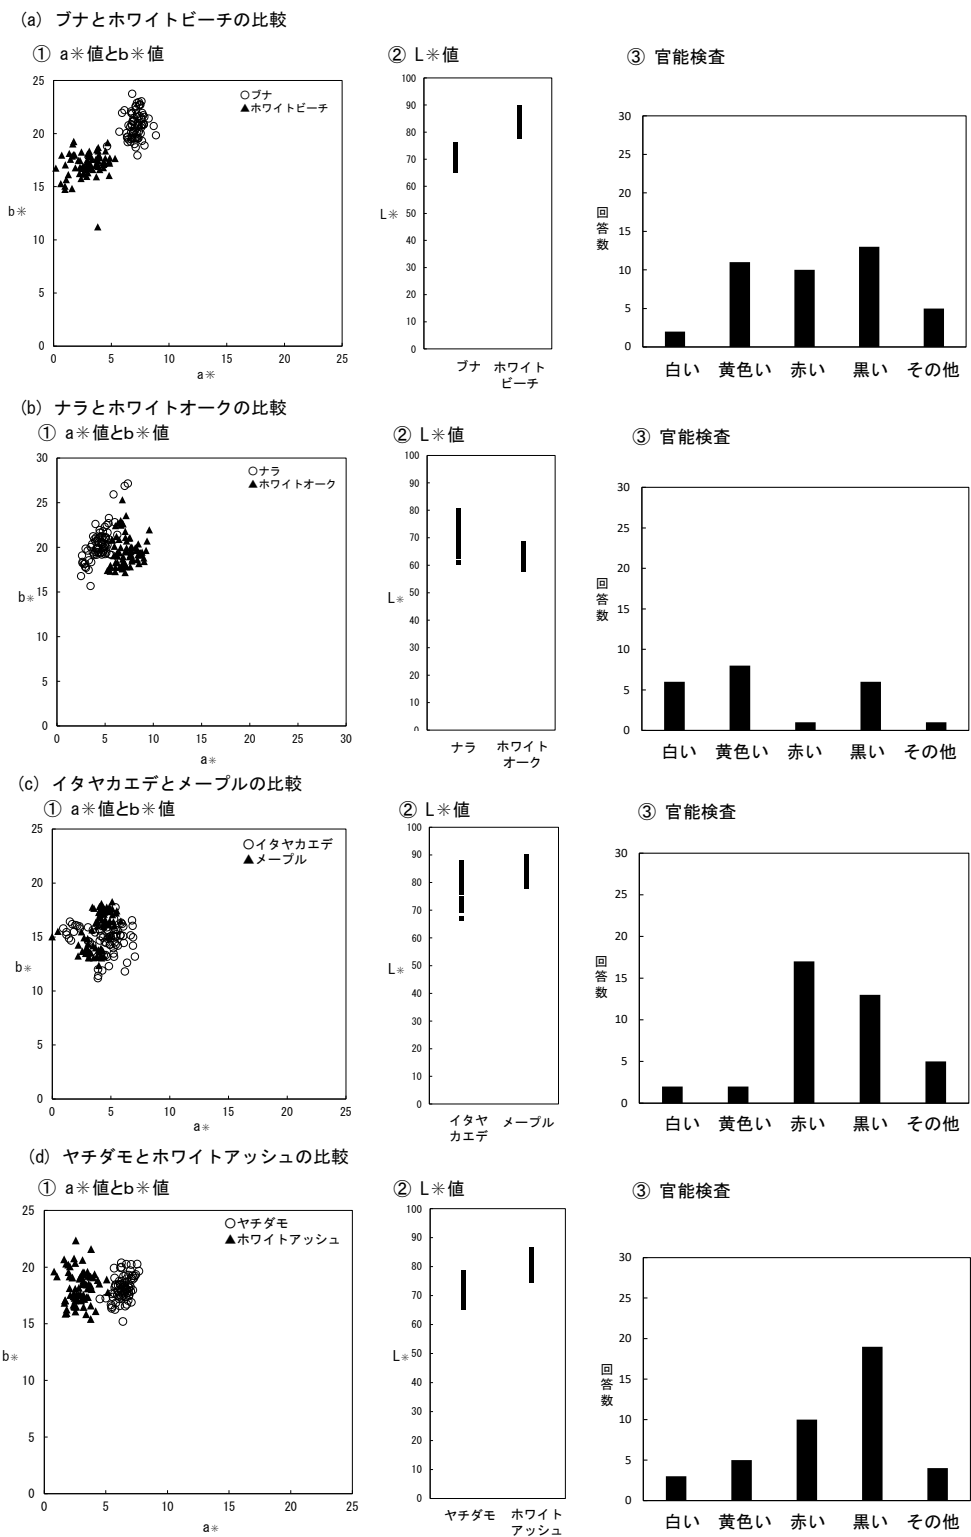 (a) ブナとホワイトビーチの比較
① a*値とb*値
② L*値
③ 官能検査
25
20
15
10
5
0
b*
0 5 10 15 20 25
a*
○ブナ
▲ホワイトビーチ
100
90
80
70
60
50
40
30
20
10
0
L*
ブナ ホワイト
ビーチ
30
25
20
15
10
5
0
回答数
白い 黄色い 赤い 黒い その他
(b) ナラとホワイトオークの比較
① a*値とb*値
② L*値
③ 官能検査
30
25
20
15
10
5
0
b*
0 5 10 15 20 25 30
a*
○ナラ
▲ホワイトオーク
100
90
80
70
60
50
40
30
20
10
0
L*
ナラ ホワイト
オーク
30
25
20
15
10
5
0
回答数
白い 黄色い 赤い 黒い その他
(c) イタヤカエデとメープルの比較
① a*値とb*値
② L*値
③ 官能検査
25
20
15
10
5
0
b*
0 5 10 15 20 25
a*
○イタヤカエデ
▲メープル
100
90
80
70
60
50
40
30
20
10
0
L*
イタヤ メープル
カエデ
30
25
20
15
10
5
0
回答数
白い 黄色い 赤い 黒い その他
(d) ヤチダモとホワイトアッシュの比較
① a*値とb*値
② L*値
③ 官能検査
25
20
15
10
5
0
b*
0 5 10 15 20 25
a*
○ヤチダモ
▲ホワイトアッシュ
100
90
80
70
60
50
40
30
20
10
0
L*
ヤチダモ ホワイト
アッシュ
30
25
20
15
10
5
0
回答数
白い 黄色い 赤い 黒い その他